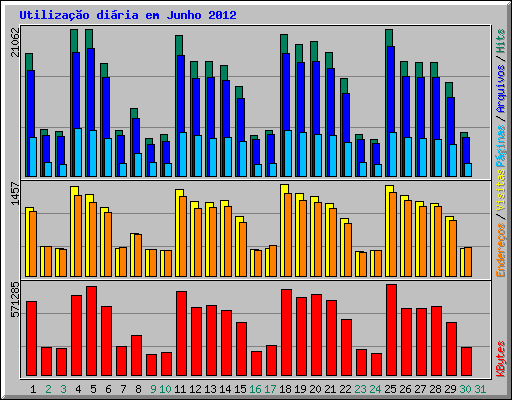 Utilização diária em Junho 2012
21062
1457
571285
Endereços / visitas Páginas / Arquivos / Hits
KBytes
1 2 3 4 5 6 7 8 9 10 11 12 13 14 15 16 17 18 19 20 21 22 23 24 25 26 27 28 29 30 31